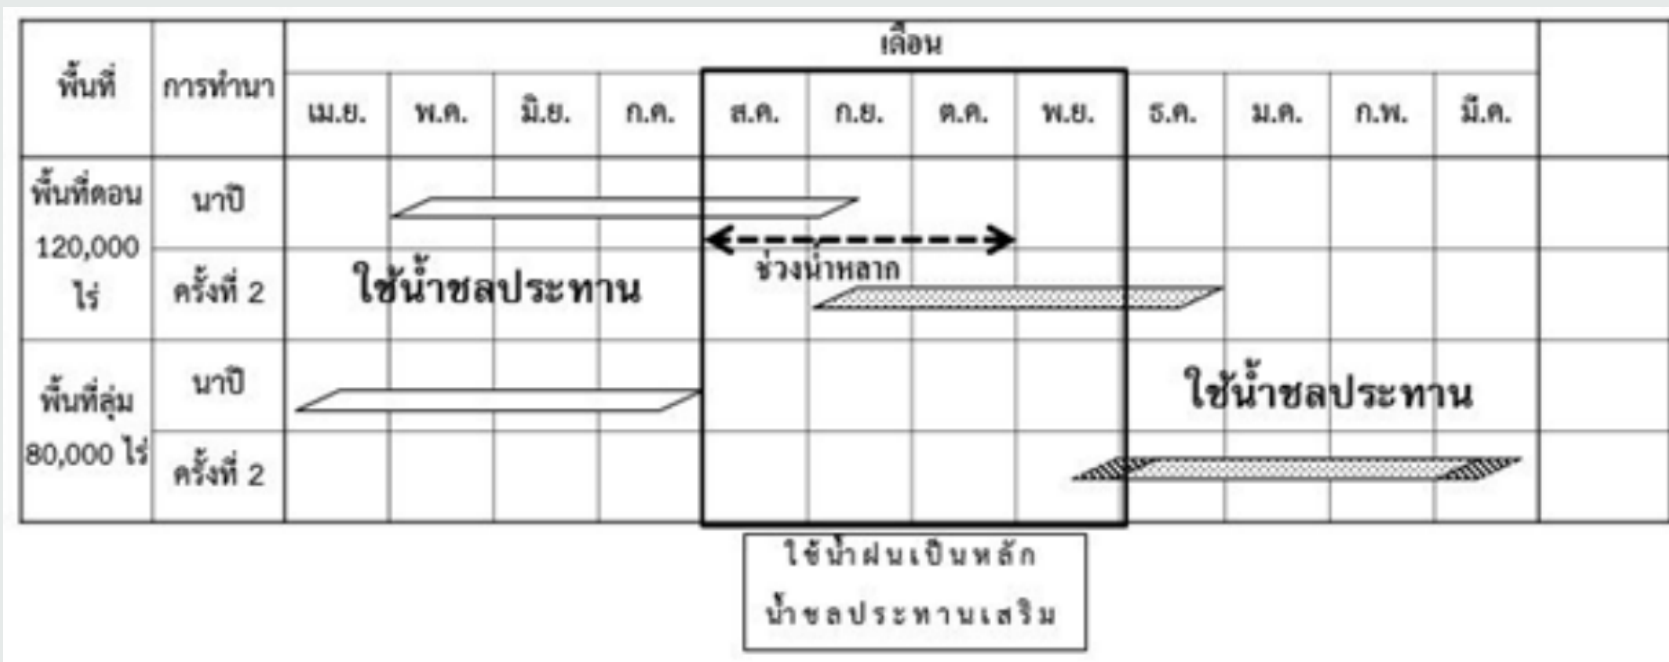 พื้นที่ การทำนา เดือน
เม.ย. พ.ค. มิ.ย. ก.ค. ส.ค. ก.ย. ต.ค. พ.ย. ธ.ค. ม.ค. ก.พ. มี.ค.
พื้นที่ดอน
120,000
ไร่
นาปี
ช่วงน้ำหลาก
ครั้งที่ 2
ใช้น้ำชลประทาน
พื้นที่ลุ่ม
80,000 ไร่
นาปี
ใช้น้ำชลประทาน
ครั้งที่ 2
ใช้น้ำฝนเป็นหลัก
น้ำชลประทานเสริม